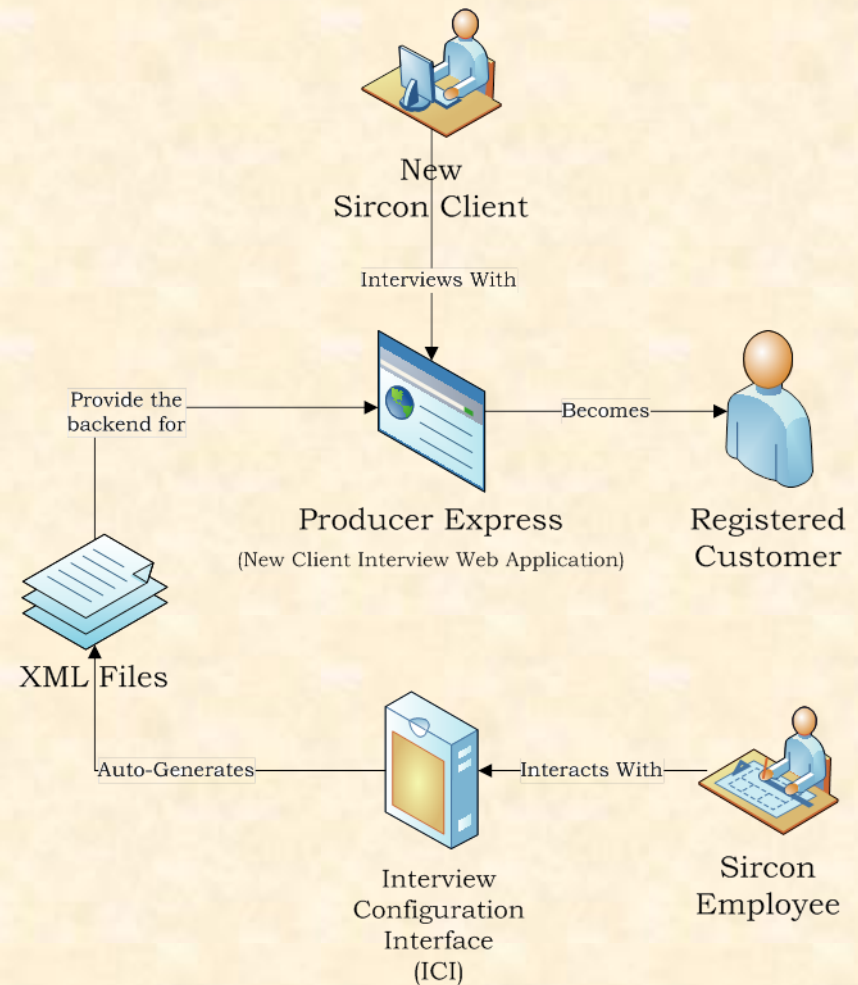 New
Sircon Client
Interviews With
Provide the
backend for
Becomes
Producer Express
(New Client Interview Web Application)
Registered
Customer
XML Files
Auto-Generates
Interacts With
Interview
Configuration
Interface
(ICI)
Sircon
Employee